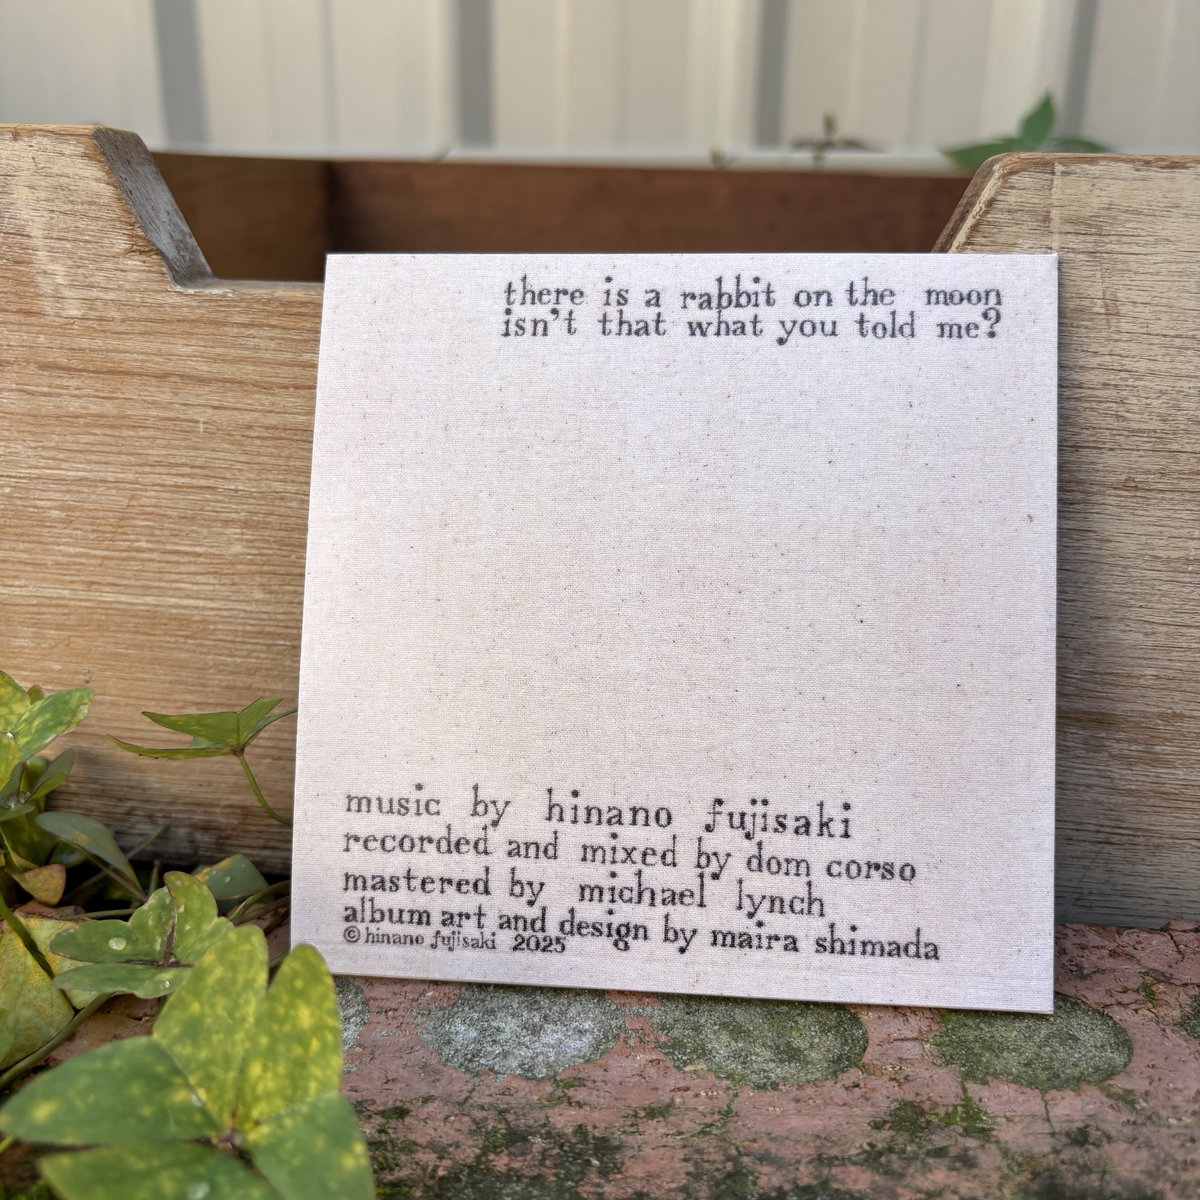 there is a rabbit on the moon
isn't that what you told me?
music by hinano fujisaki
recorded and mixed by dom corso
mastered by michael lynch
album art and design by maira shimada
© hinano fujisaki 2025